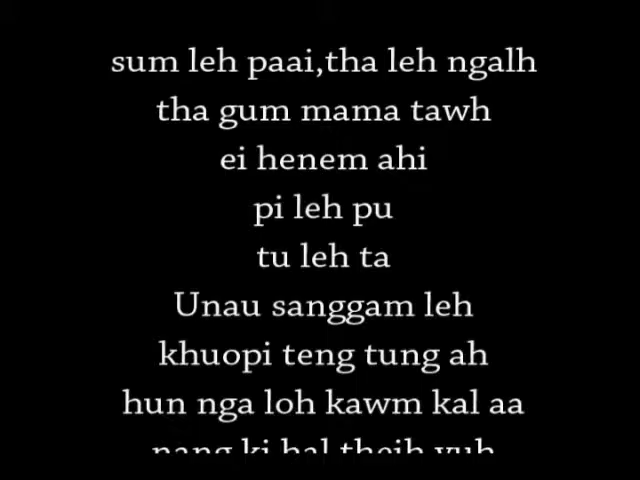 sum leh paai,tha leh ngalh
tha gum mama tawh
ei henem ahi
pi leh pu
tu leh ta
Unau sanggam leh
khuopi teng tung ah
hun nga loh kawm kal aa
nang ki hal theih